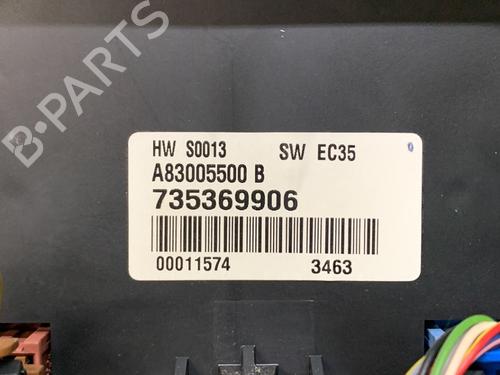 HW S0013 SW EC35
A83005500 B
735369906
00011574 3463
B-PARTS